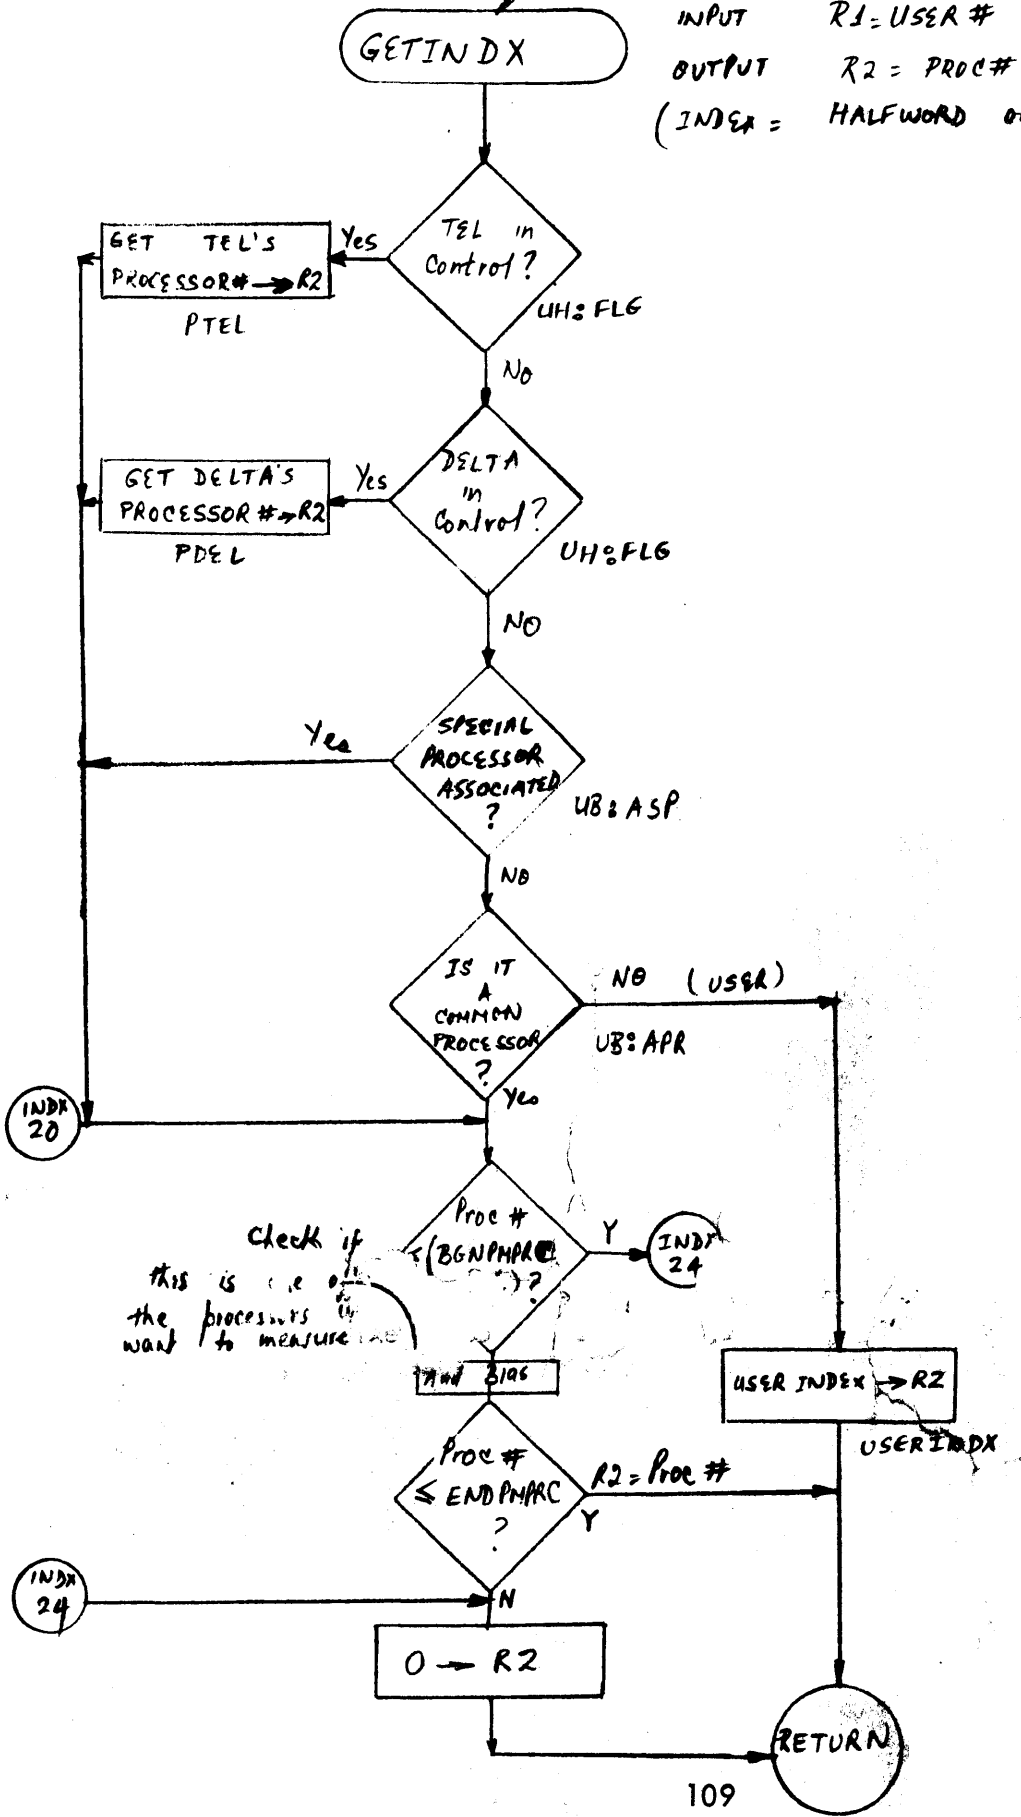 GETINDX
INPUT R1=USER #
OUTPUT R2 = PROC#
(INDEX = HALFWORD
TEL in
Control?
UH:FLG
Yes
GET TEL'S
PROCESSOR# → R2
PTEL
NO
DELTA
in
Control?
UH:FLG
Yes
GET DELTA'S
PROCESSOR #→R2
PDEL
NO
SPECIAL
PROCESSOR
ASSOCIATED
?
UB:ASP
Yes
NO
IS IT
A
COMMON
PROCESSOR
?
NO (USER)
UB:APR
Yes
INDX
20
Proc #
(BGNPMPRC
)?
Y
INDX
24
Check if
this is
the processors
want to measure
Add Bias
USER INDEX → R2
USERINDX
Proc #
≤ ENDPMPRC
?
R2=Proc #
Y
INDX
24
N
0 → R2
RETURN
109